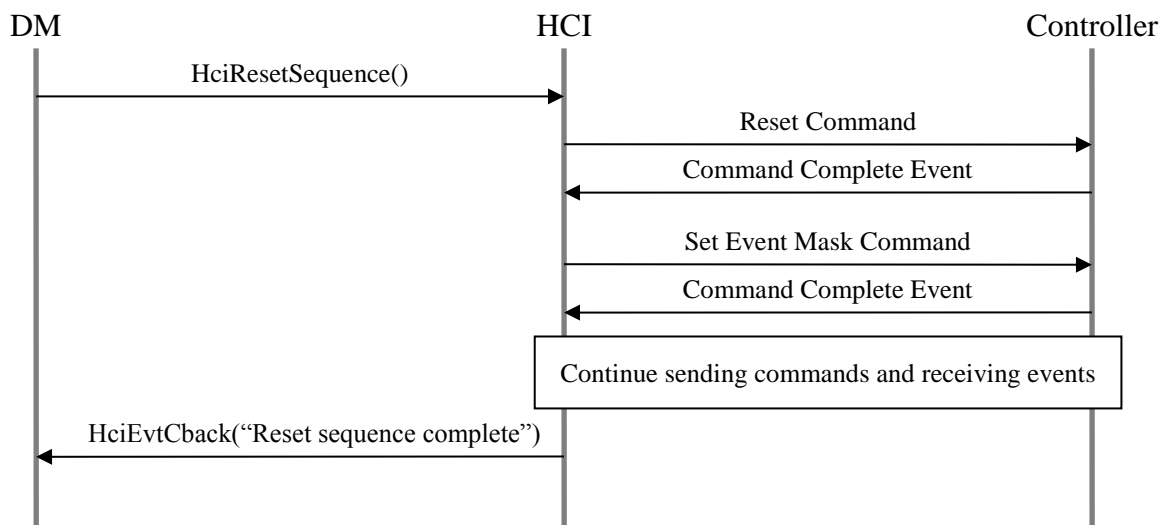 DM
HCI
Controller
HciResetSequence()
Reset Command
Command Complete Event
Set Event Mask Command
Command Complete Event
Continue sending commands and receiving events
HciEvtCback(“Reset sequence complete”)